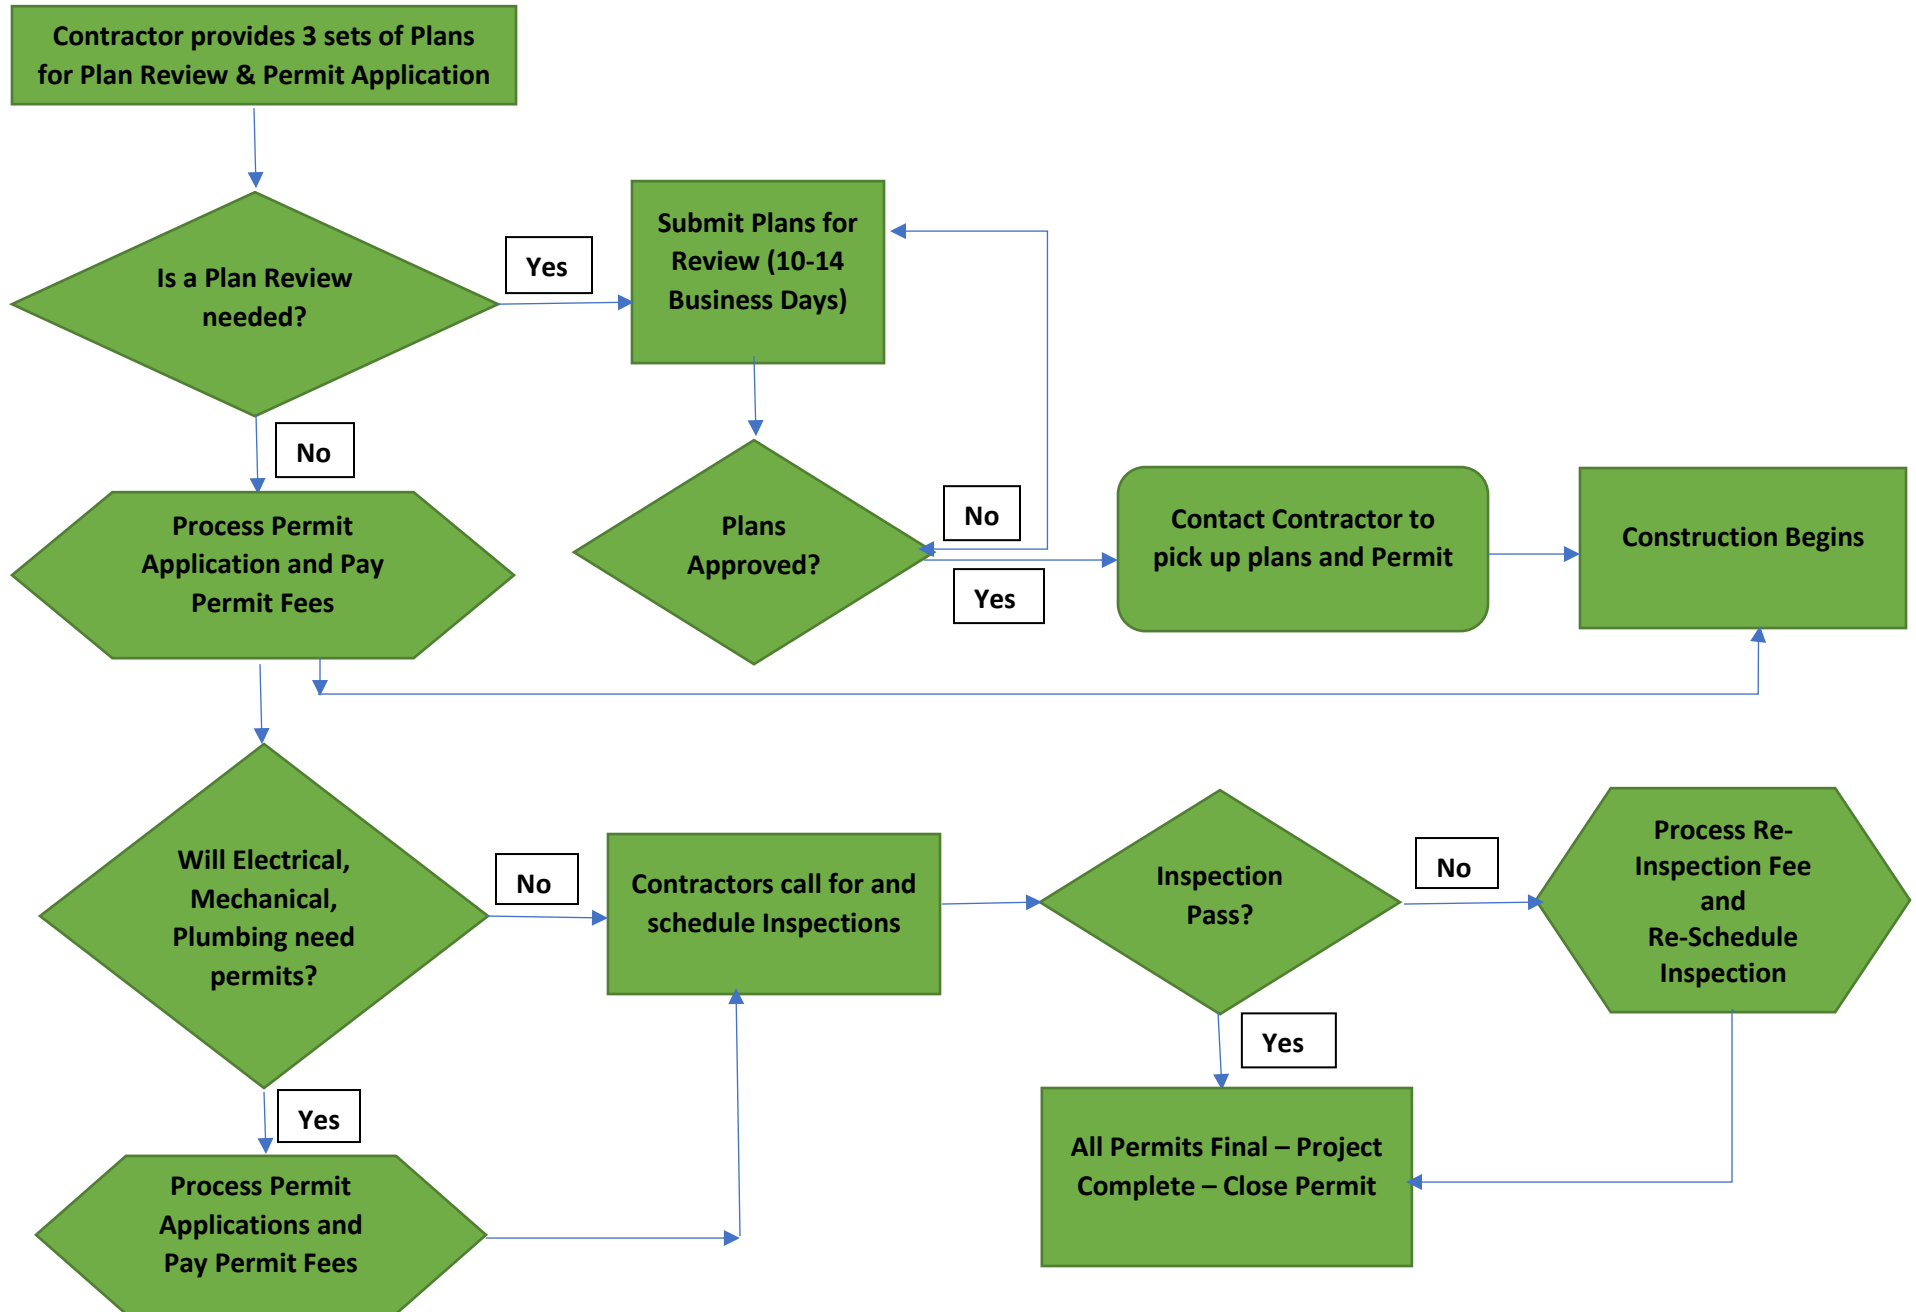 Contractor provides 3 sets of Plans
for Plan Review & Permit Application
Is a Plan Review
needed?
Yes
Submit Plans for
Review (10-14
Business Days)
No
Process Permit
Application and Pay
Permit Fees
Plans
Approved?
No
Yes
Contact Contractor to
pick up plans and Permit
Construction Begins
Will Electrical,
Mechanical,
Plumbing need
permits?
No
Contractors call for and
schedule Inspections
Inspection
Pass?
No
Process Re-
Inspection Fee
and
Re-Schedule
Inspection
Yes
Yes
All Permits Final – Project
Complete – Close Permit
Process Permit
Applications and
Pay Permit Fees